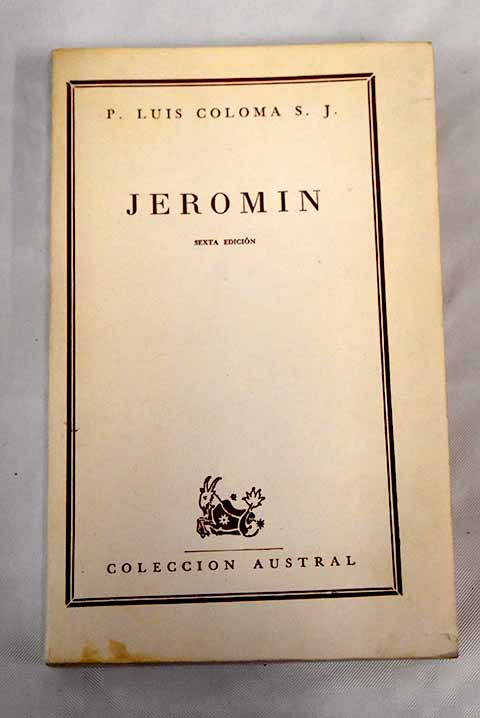 P. LUIS COLOMA S. J.
JEROMIN
SEXTA EDICIÓN
COLECCION AUSTRAL